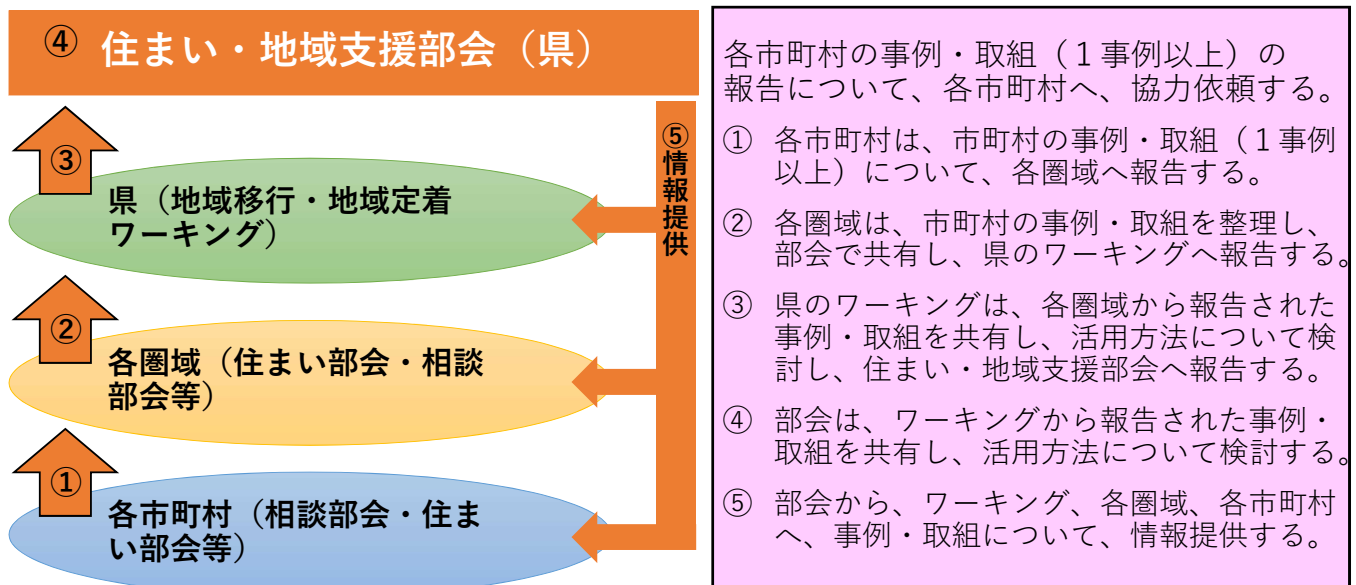 ④ 住まい・地域支援部会（県）
③
県（地域移行・地域定着
ワーキング）
②
各圏域（住まい部会・相談
部会等）
①
各市町村（相談部会・住ま
い部会等）
⑤情報提供
各市町村の事例・取組（１事例以上）の
報告について、各市町村へ、協力依頼する。
① 各市町村は、市町村の事例・取組（１事例
以上）について、各圏域へ報告する。
② 各圏域は、市町村の事例・取組を整理し、
部会で共有し、県のワーキングへ報告する。
③ 県のワーキングは、各圏域から報告された
事例・取組を共有し、活用方法について検
討し、住まい・地域支援部会へ報告する。
④ 部会は、ワーキングから報告された事例・
取組を共有し、活用方法について検討する。
⑤ 部会から、ワーキング、各圏域、各市町村
へ、事例・取組について、情報提供する。